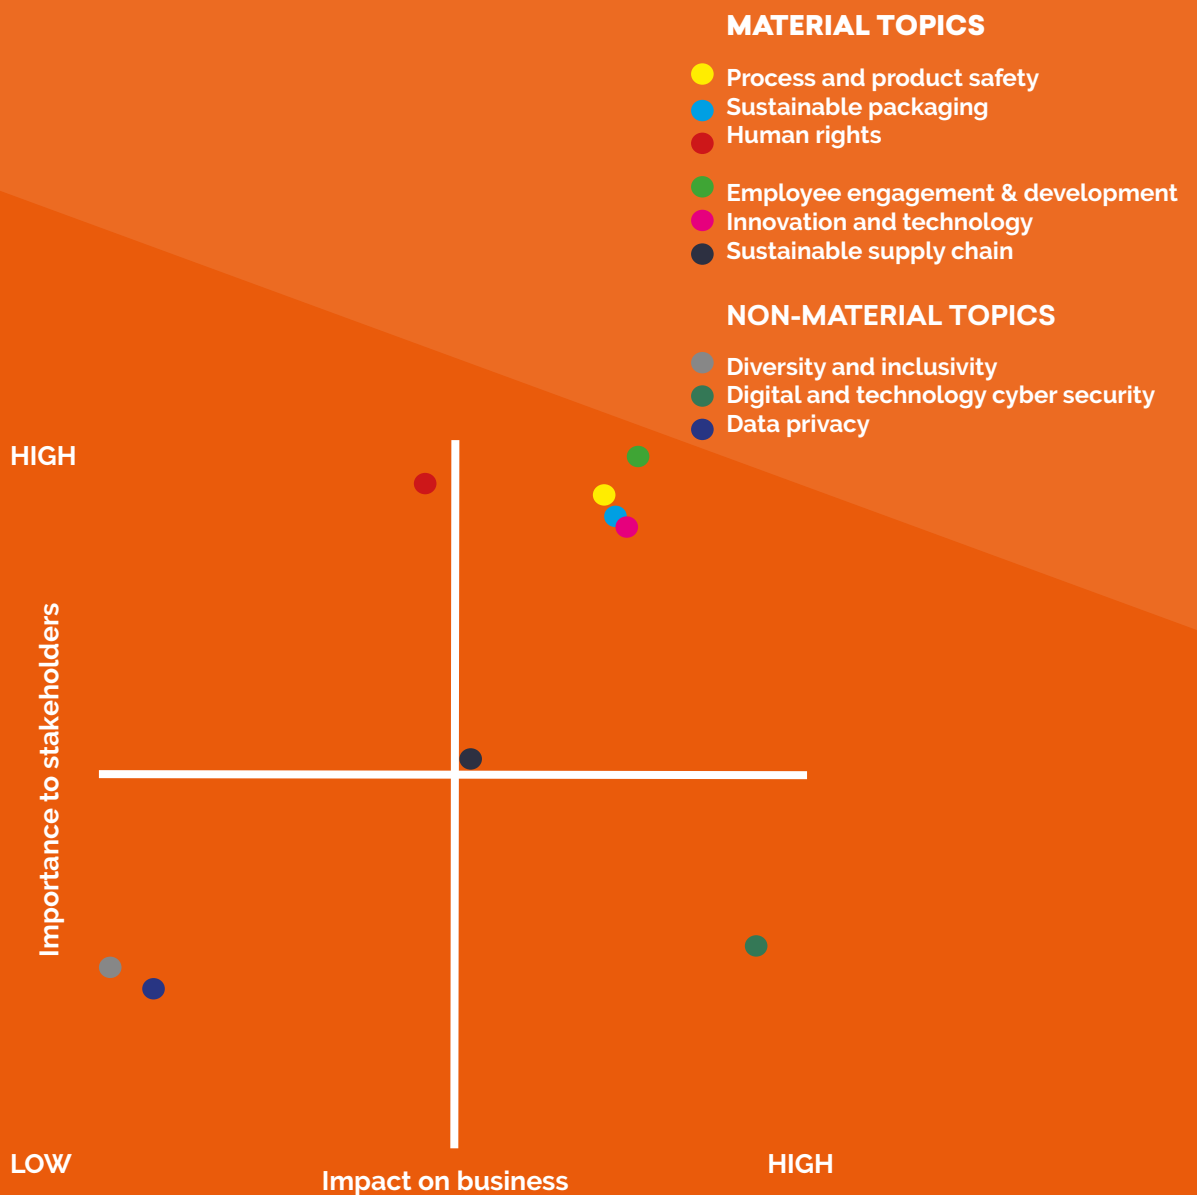 MATERIAL TOPICS
Process and product safety
Sustainable packaging
Human rights
Employee engagement & development
Innovation and technology
Sustainable supply chain
NON-MATERIAL TOPICS
Diversity and inclusivity
Digital and technology cyber security
Data privacy
HIGH
Importance to stakeholders
LOW
Impact on business
HIGH